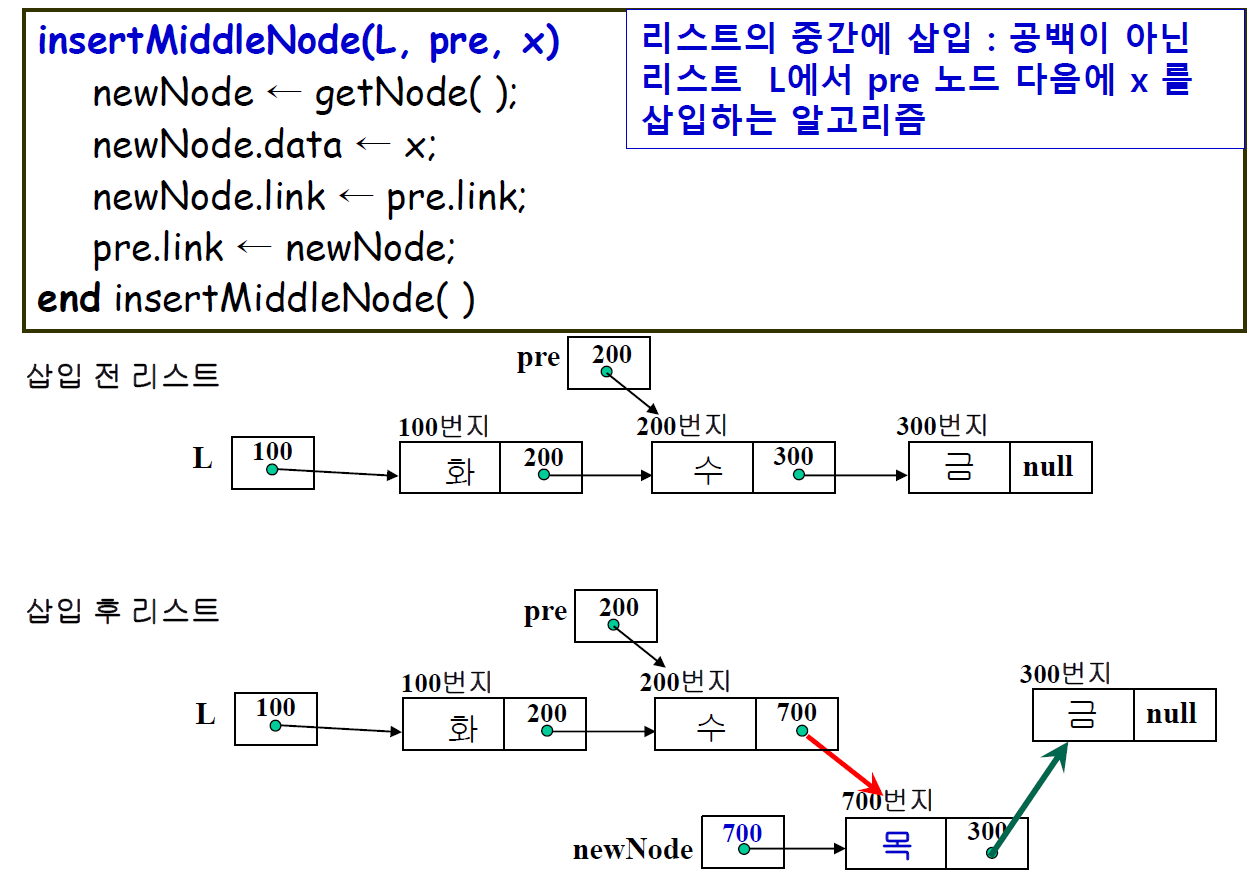 insertMiddleNode(L, pre, x)
newNode ← getNode( );
newNode.data ← x;
newNode.link ← pre.link;
pre.link ← newNode;
end insertMiddleNode( )
리스트의 중간에 삽입 : 공백이 아닌
리스트 L에서 pre 노드 다음에 x 를
삽입하는 알고리즘
삽입 전 리스트
pre 200
100번지 200번지 300번지
L 100 화 200 수 300 금 null
삽입 후 리스트
pre 200
100번지 200번지 300번지
L 100 화 200 수 700 금 null
700번지
newNode 700 목 300